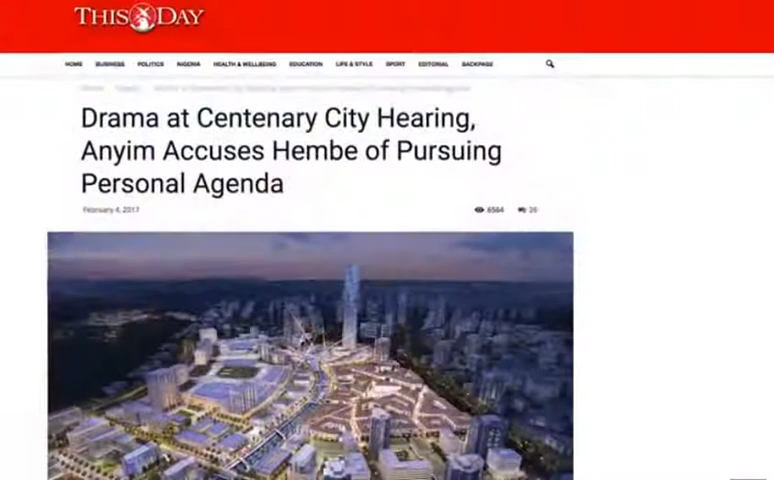 THISDAY
HOME BUSINESS POLITICS NIGERIA HEALTH & WELLBEING EDUCATION LIFE & STYLE SPORT EDITORIAL BACKPAGE
Drama at Centenary City Hearing,
Anyim Accuses Hembe of Pursuing
Personal Agenda
February 4, 2017 6564 20